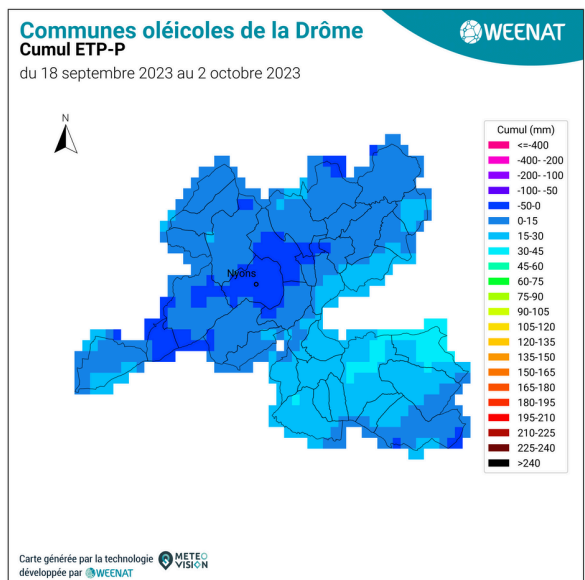 Communes oléicoles de la Drôme
Cumul ETP-P
du 18 septembre 2023 au 2 octobre 2023
WEENAT
N
Nyons
Cumul (mm)
<=-400
-400- -200
-200- -100
-100- -50
-50-0
0-15
15-30
30-45
45-60
60-75
75-90
90-105
105-120
120-135
135-150
150-165
165-180
180-195
195-210
210-225
225-240
>240
Carte générée par la technologie METEO VISION
développée par WEENAT